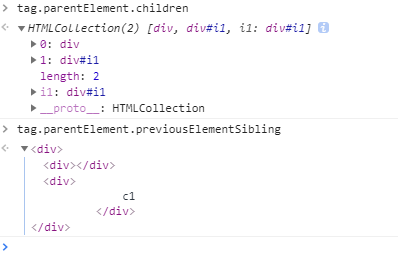 tag.parentElement.children
HTMLCollection(2) [div, div#i1, i1: div#i1] i
0: div
1: div#i1
length: 2
i1: div#i1
__proto__: HTMLCollection
tag.parentElement.previousElementSibling
<div>
<div></div>
<div>
c1
</div>
</div>